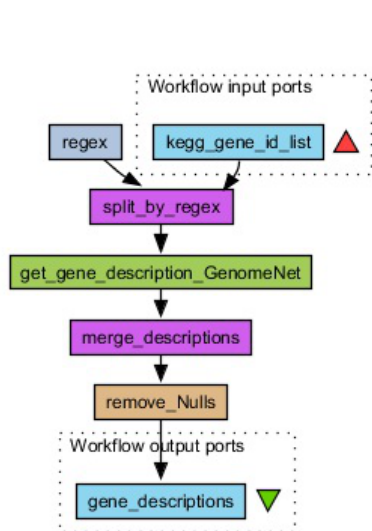 Workflow input ports
regex
kegg_gene_id_list
split_by_regex
get_gene_description_GenomeNet
merge_descriptions
remove_Nulls
Workflow output ports
gene_descriptions